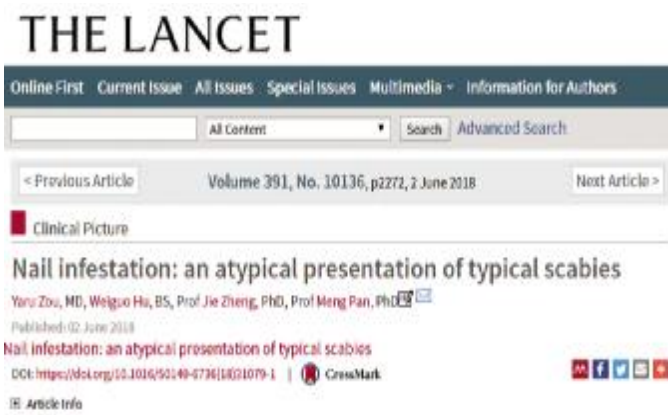 THE LANCET
Online First Current Issue All Issues Special Issues Multimedia Information for Authors
All Content Search Advanced Search
< Previous Article Volume 391, No. 10136, p2272, 2 June 2018 Next Article >
Clinical Picture
Nail infestation: an atypical presentation of typical scabies
Yaru Zou, MD, Weiguo Hu, BS, Prof Jie Zheng, PhD, Prof Meng Pan, PhD
Published: 02 June 2018
Nail infestation: an atypical presentation of typical scabies
DOI: https://doi.org/10.1016/S0140-6736(18)31079-1 | CrossMark
Article Info